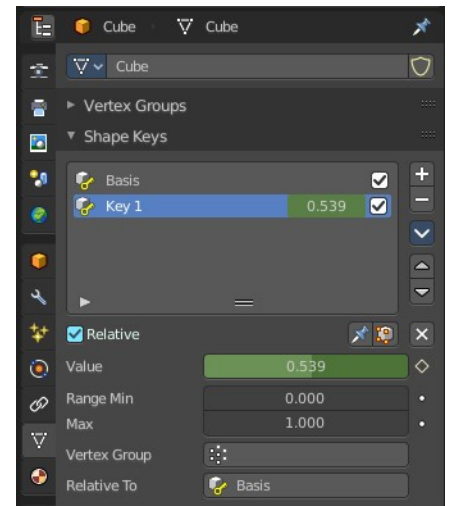 Cube Cube
Cube
Vertex Groups
Shape Keys
Basis
Key 1 0.539
Relative
Value 0.539
Range Min 0.000
Max 1.000
Vertex Group
Relative To Basis